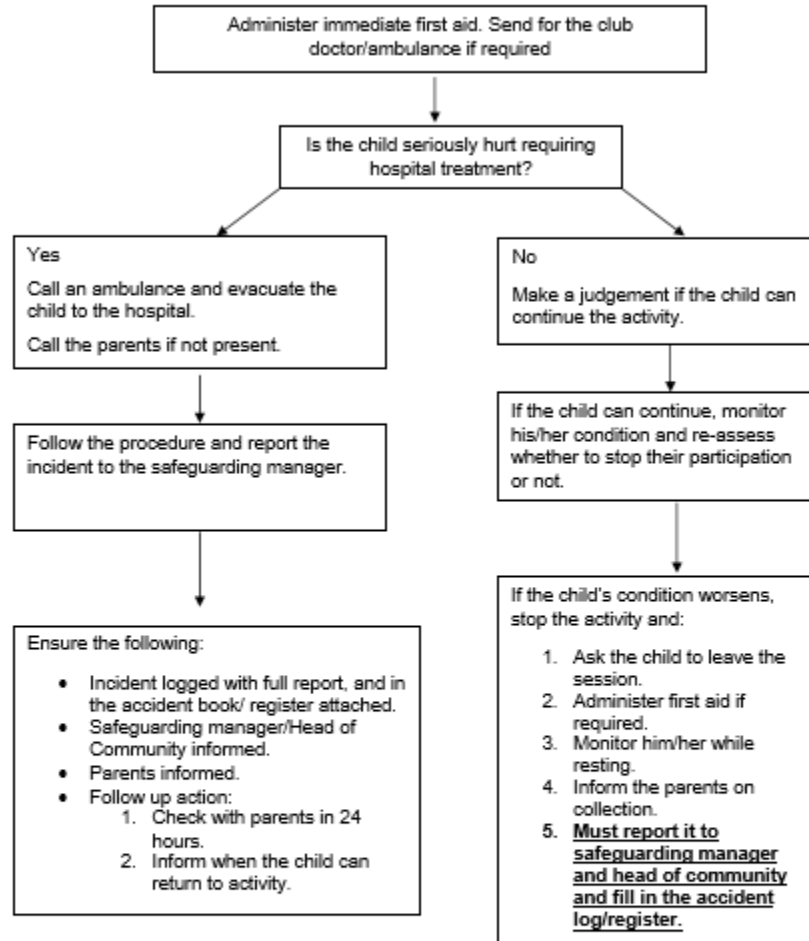 Administer immediate first aid. Send for the club
doctor/ambulance if required
Is the child seriously hurt requiring
hospital treatment?
Yes
Call an ambulance and evacuate the
child to the hospital.
Call the parents if not present.
Follow the procedure and report the
incident to the safeguarding manager.
Ensure the following:
• Incident logged with full report, and in
the accident book/ register attached.
• Safeguarding manager/Head of
Community informed.
• Parents informed.
• Follow up action:
1. Check with parents in 24
hours.
2. Inform when the child can
return to activity.
No
Make a judgement if the child can
continue the activity.
If the child can continue, monitor
his/her condition and re-assess
whether to stop their participation
or not.
If the child's condition worsens,
stop the activity and:
1. Ask the child to leave the
session.
2. Administer first aid if
required.
3. Monitor him/her while
resting.
4. Inform the parents on
collection.
5. Must report it to
safeguarding manager
and head of community
and fill in the accident
log/register.